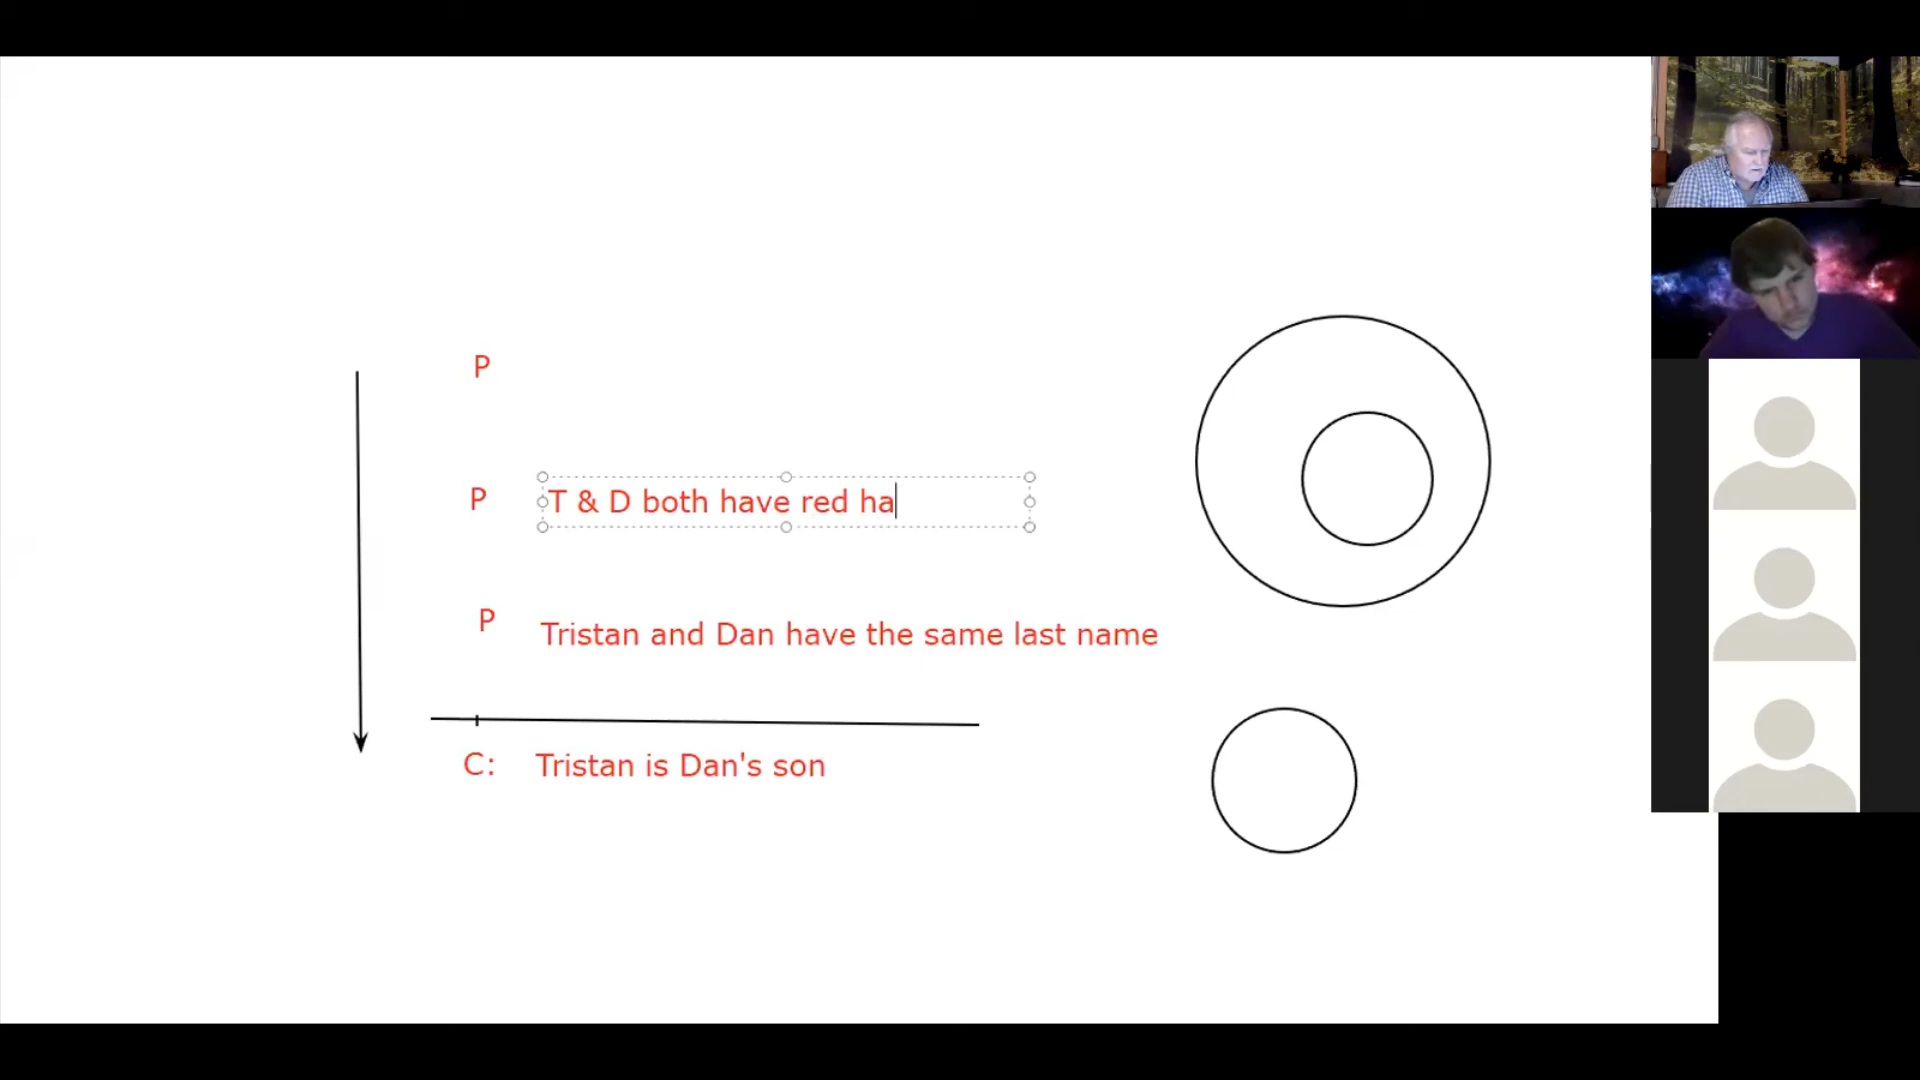 P
P T & D both have red ha
P Tristan and Dan have the same last name
C: Tristan is Dan's son